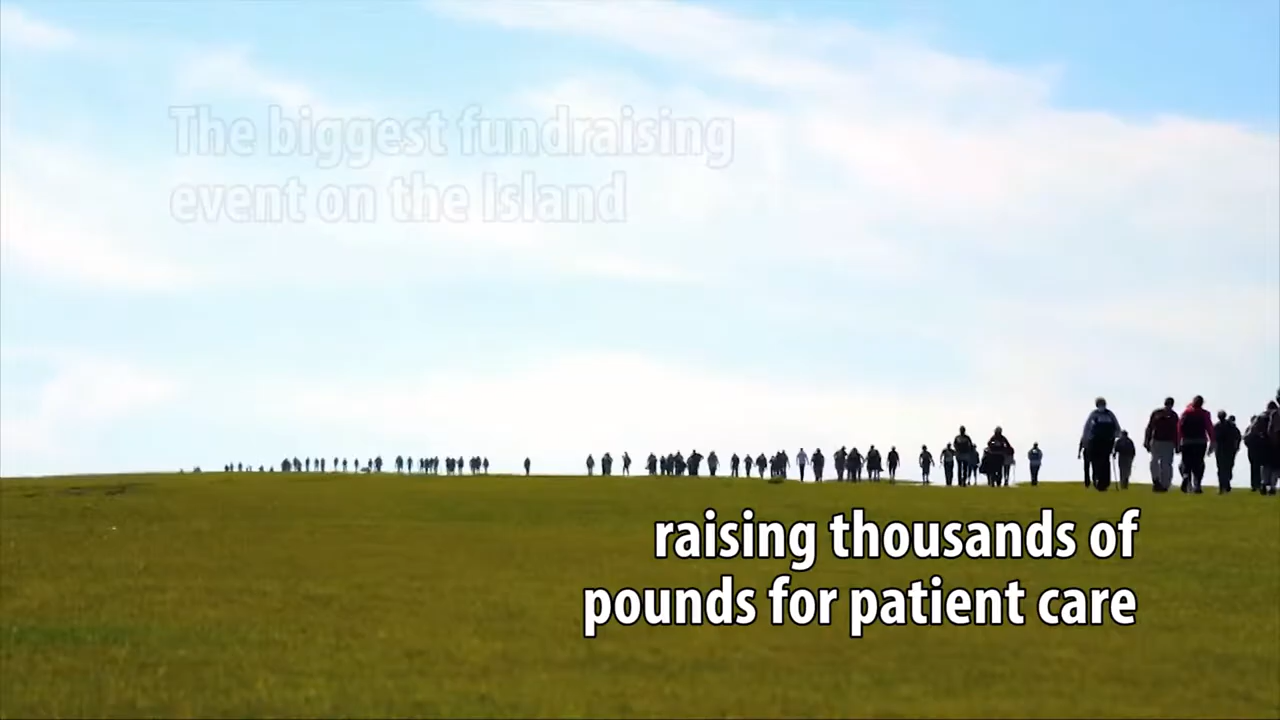 The biggest fundraising
event on the Island
raising thousands of
pounds for patient care